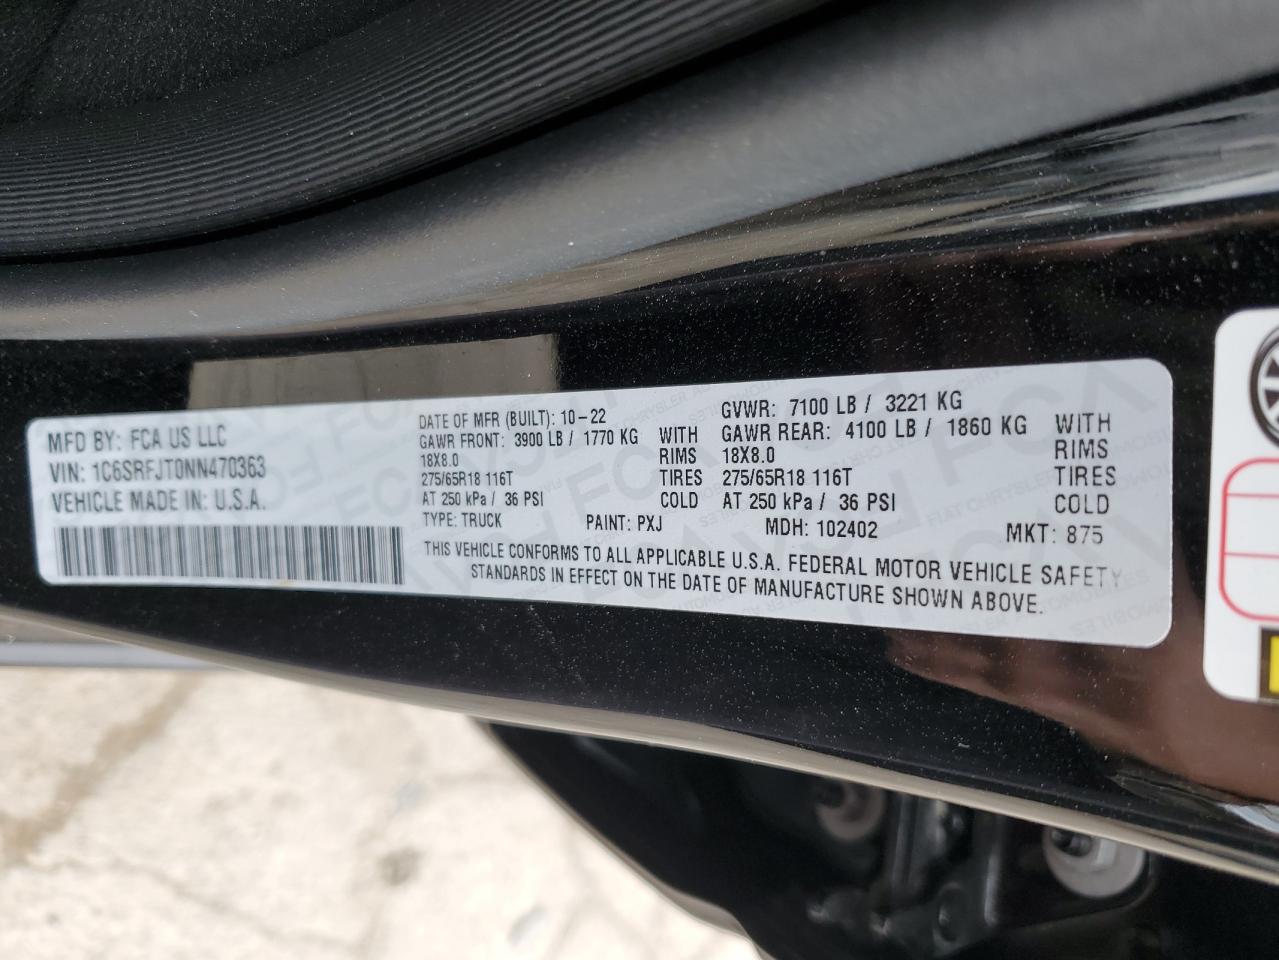 MFD BY: FCA US LLC
VIN: 1C6SRFJT0NN470363
VEHICLE MADE IN: U.S.A.
DATE OF MFR (BUILT): 10-22
GAWR FRONT: 3900 LB / 1770 KG WITH
18X8.0 RIMS
275/65R18 116T TIRES
AT 250 kPa / 36 PSI COLD
GVWR: 7100 LB / 3221 KG
GAWR REAR: 4100 LB / 1860 KG WITH
18X8.0 RIMS
275/65R18 116T TIRES
AT 250 kPa / 36 PSI COLD
TYPE: TRUCK PAINT: PXJ MDH: 102402 MKT: 875
THIS VEHICLE CONFORMS TO ALL APPLICABLE U.S.A. FEDERAL MOTOR VEHICLE SAFETY
STANDARDS IN EFFECT ON THE DATE OF MANUFACTURE SHOWN ABOVE.